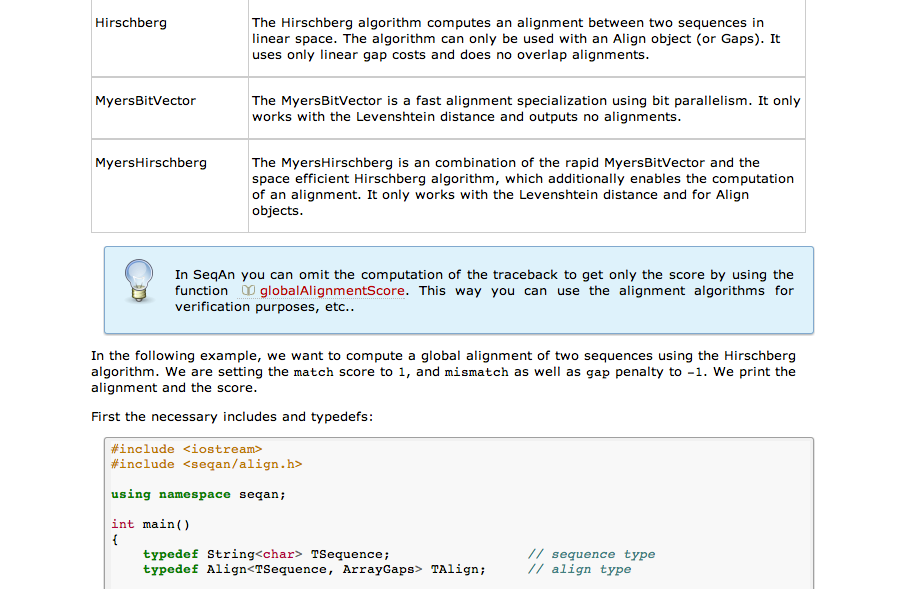 Hirschberg
The Hirschberg algorithm computes an alignment between two sequences in
linear space. The algorithm can only be used with an Align object (or Gaps). It
uses only linear gap costs and does no overlap alignments.
MyersBitVector
The MyersBitVector is a fast alignment specialization using bit parallelism. It only
works with the Levenshtein distance and outputs no alignments.
MyersHirschberg
The MyersHirschberg is an combination of the rapid MyersBitVector and the
space efficient Hirschberg algorithm, which additionally enables the computation
of an alignment. It only works with the Levenshtein distance and for Align
objects.
In SeqAn you can omit the computation of the traceback to get only the score by using the
function globalAlignmentScore. This way you can use the alignment algorithms for
verification purposes, etc..
In the following example, we want to compute a global alignment of two sequences using the Hirschberg
algorithm. We are setting the match score to 1, and mismatch as well as gap penalty to -1. We print the
alignment and the score.
First the necessary includes and typedefs:
#include <iostream>
#include <seqan/align.h>
using namespace seqan;
int main()
{
typedef String<char> TSequence; // sequence type
typedef Align<TSequence, ArrayGaps> TAlign; // align type